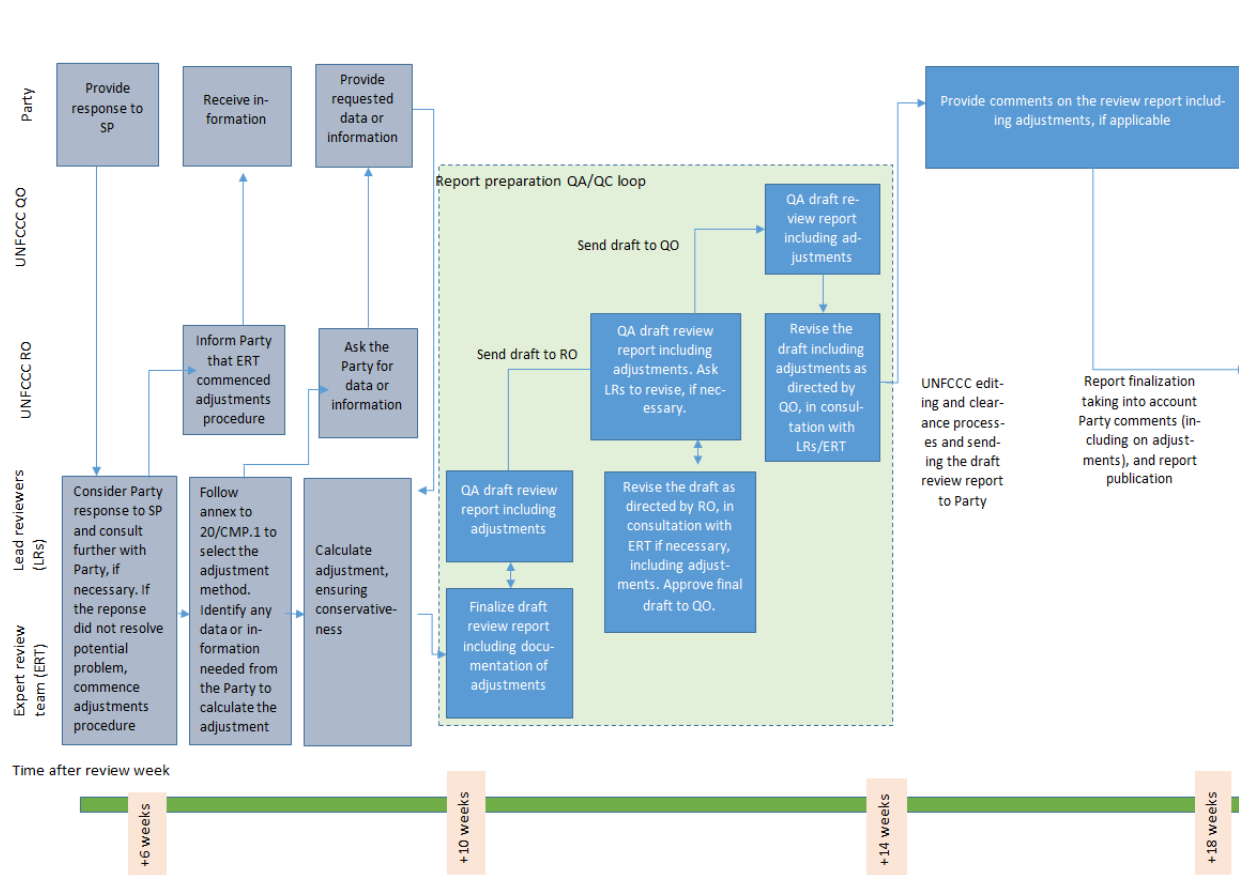 Party
UNFCCC QO
UNFCCC RO
Lead reviewers
(LRs)
Expert review
team (ERT)
Provide
response to
SP
Receive in-
formation
Provide
requested
data or
information
Inform Party
that ERT
commenced
adjustments
procedure
Ask the
Party for
data or
information
Consider Party
response to SP
and consult
further with
Party, if
necessary. If
the reponse
did not resolve
potential
problem,
commence
adjustments
procedure
Follow
annex to
20/CMP.1 to
select the
adjustment
method.
Identify any
data or in-
formation
needed from
the Party to
calculate the
adjustment
Calculate
adjustment,
ensuring
conservative-
ness
Report preparation QA/QC loop
Send draft to RO
Send draft to QO
QA draft review
report including
adjustments
Finalize draft
review report
including docu-
mentation of
adjustments
QA draft review
report including
adjustments. Ask
LRs to revise, if nec-
essary.
Revise the draft as
directed by RO, in
consultation with
ERT if necessary,
including adjust-
ments. Approve final
draft to QO.
QA draft re-
view report
including ad-
justments
Revise the
draft including
adjustments as
directed by
QO, in consul-
tation with
LRs/ERT
Provide comments on the review report includ-
ing adjustments, if applicable
UNFCCC edit-
ing and clear-
ance process-
es and send-
ing the draft
review report
to Party
Report finalization
taking into account
Party comments (in-
cluding on adjust-
ments), and report
publication
Time after review week
+6 weeks
+10 weeks
+14 weeks
+18 weeks